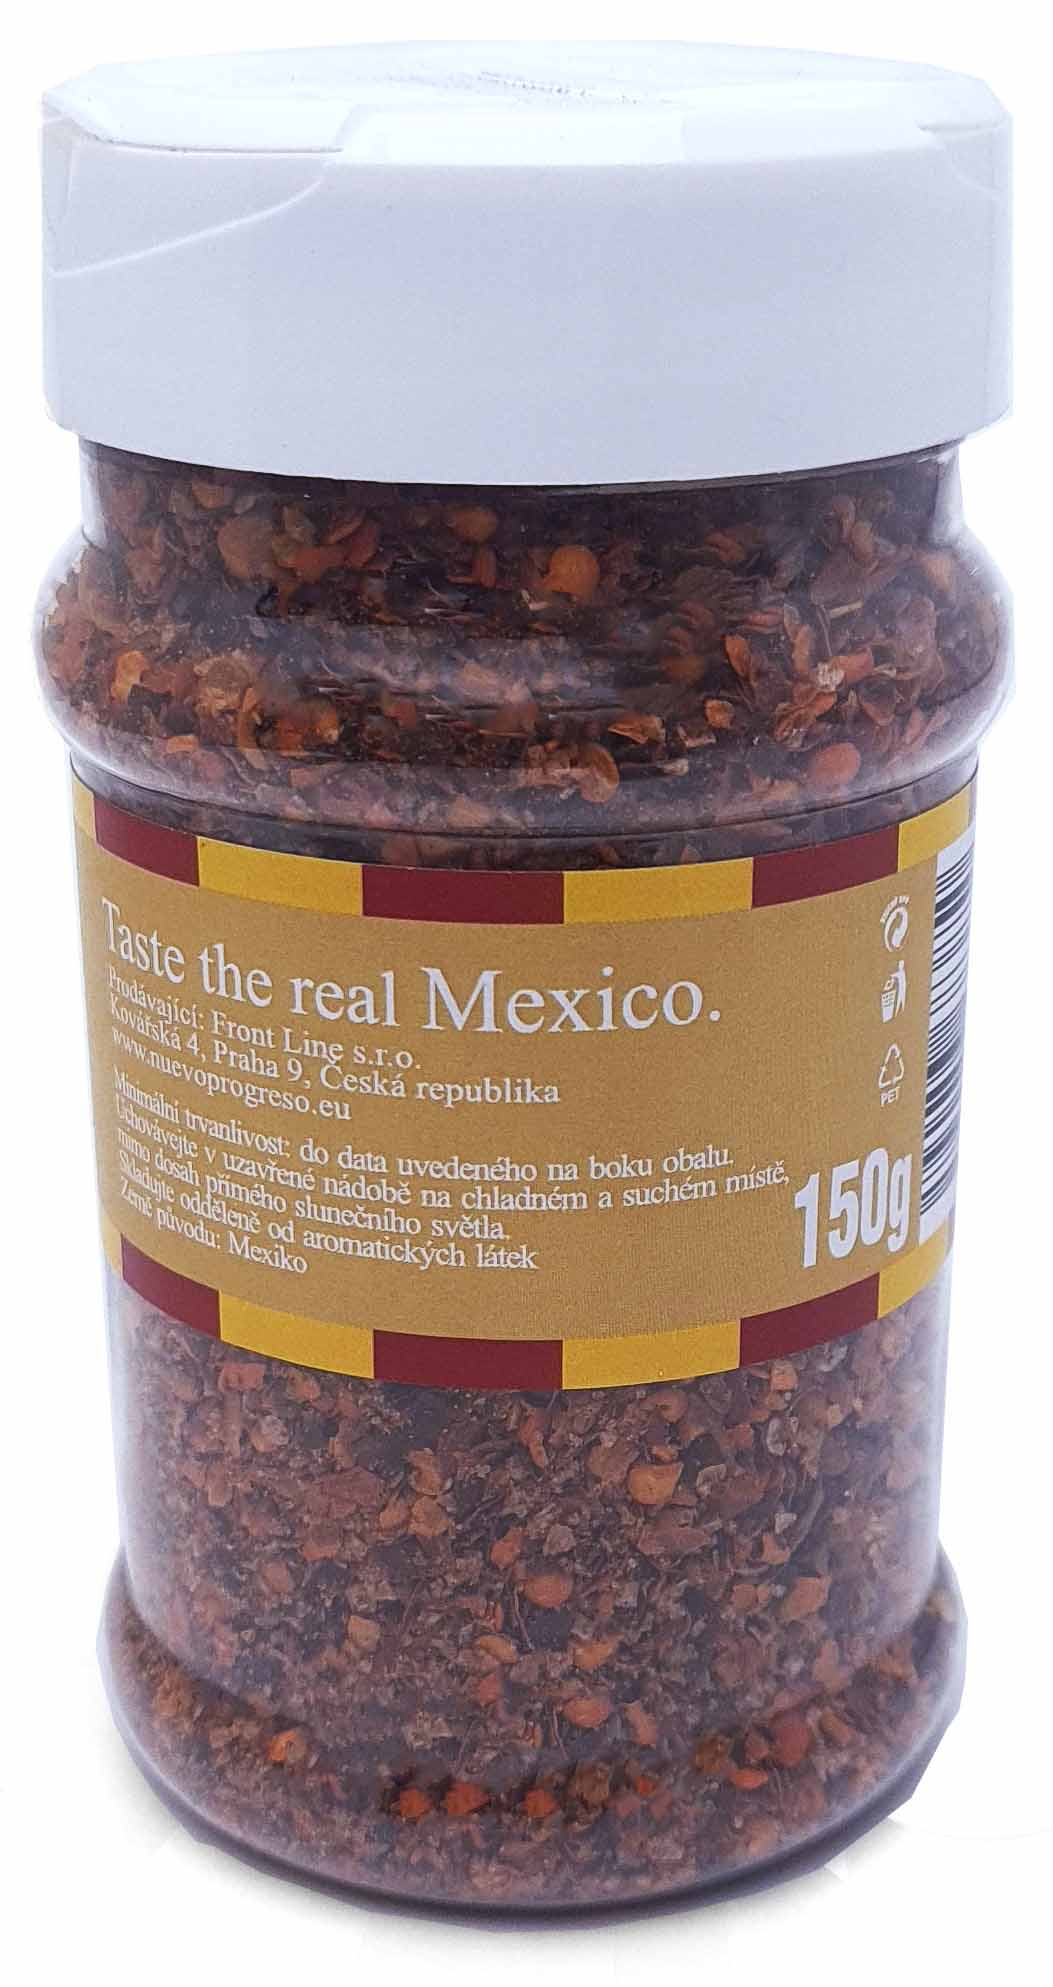 Taste the real Mexico.
Prodávající: Front Line s.r.o.
Kovářská 4, Praha 9, Česká republika
www.nuevoprogreso.eu
Minimální trvanlivost: do data uvedeného na boku obalu.
Uchovávejte v uzavřené nádobě na chladném a suchém místě,
mimo dosah přímého slunečního světla.
Skladujte odděleně od aromatických látek
Země původu: Mexiko
PET
150g